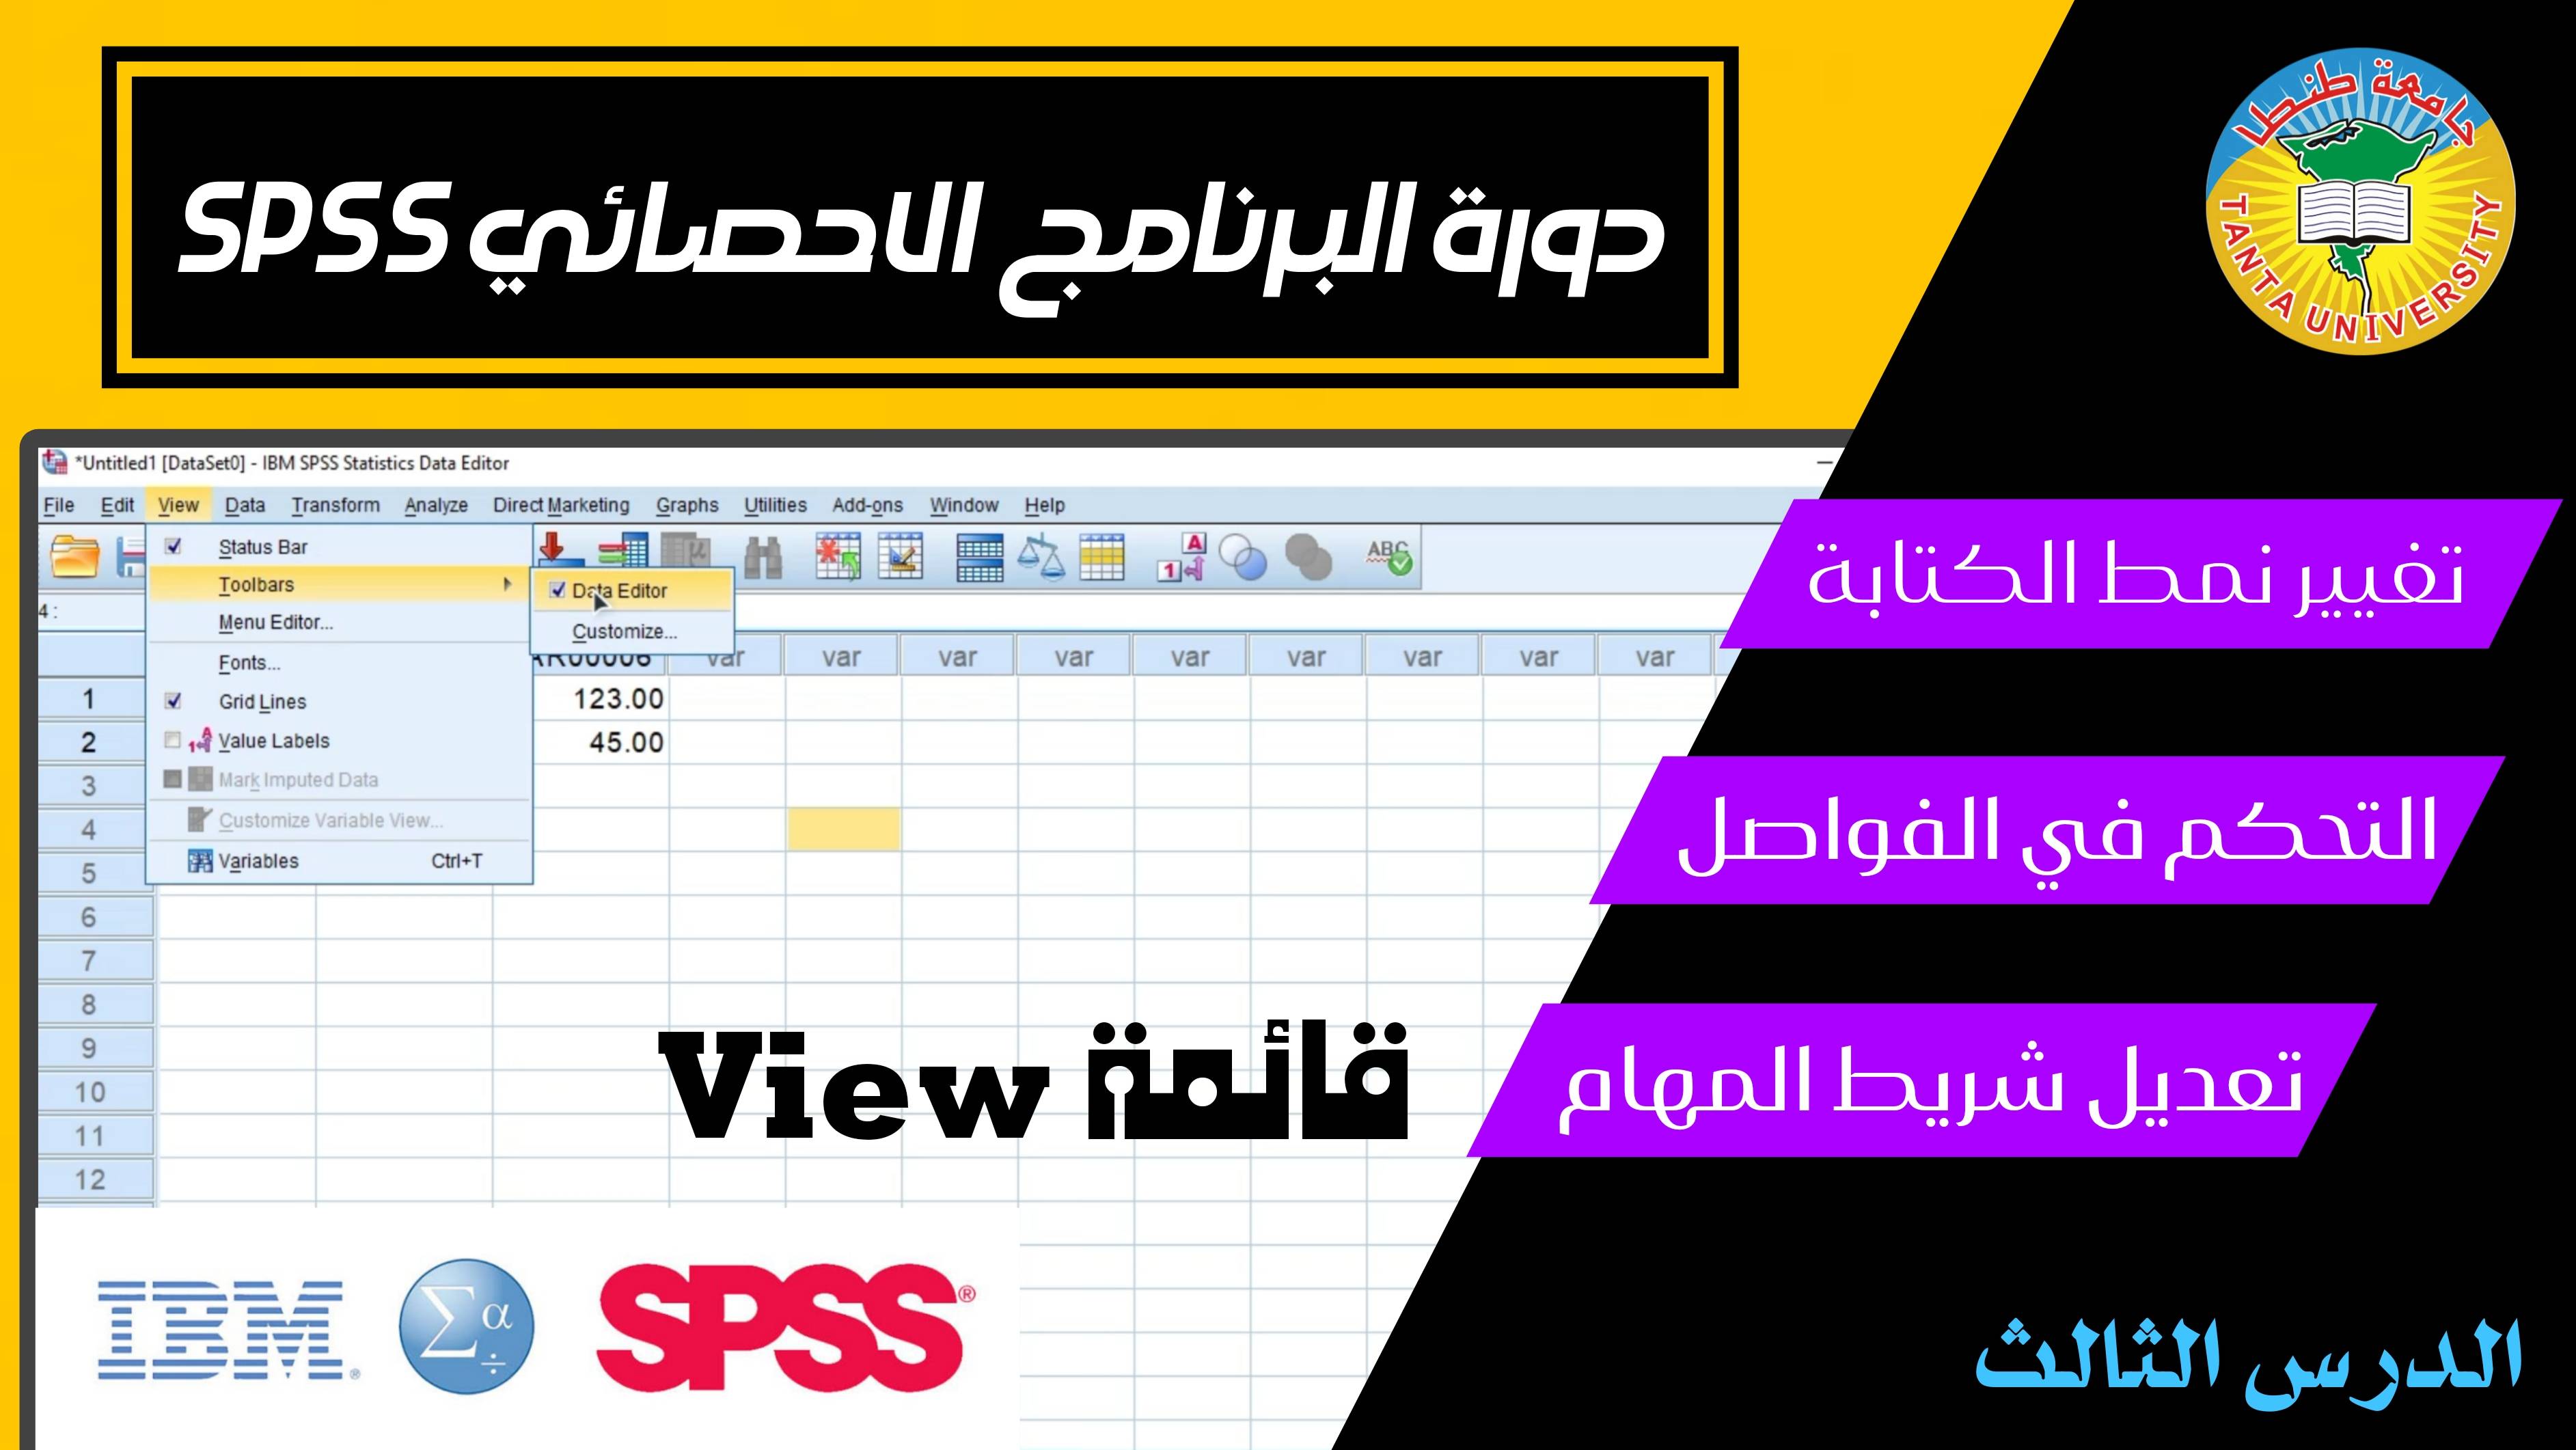 دورة البرنامج الاحصائي SPSS
جامعة طنطا
TANTA UNIVERSITY
*Untitled1 [DataSet0] - IBM SPSS Statistics Data Editor
File Edit View Data Transform Analyze Direct Marketing Graphs Utilities Add-ons Window Help
Status Bar
Toolbars
Data Editor
Menu Editor...
Customize...
Fonts...
Grid Lines
Value Labels
Mark Imputed Data
Customize Variable View...
Variables Ctrl+T
4 :
var var var var var var var var var
1 123.00
2 45.00
3
4
5
6
7
8
9
10
11
12
تغيير نمط الكتابة
التحكم في الفواصل
تعديل شريط المهام
قائمة View
IBM®
Σα÷
SPSS®
الدرس الثالث